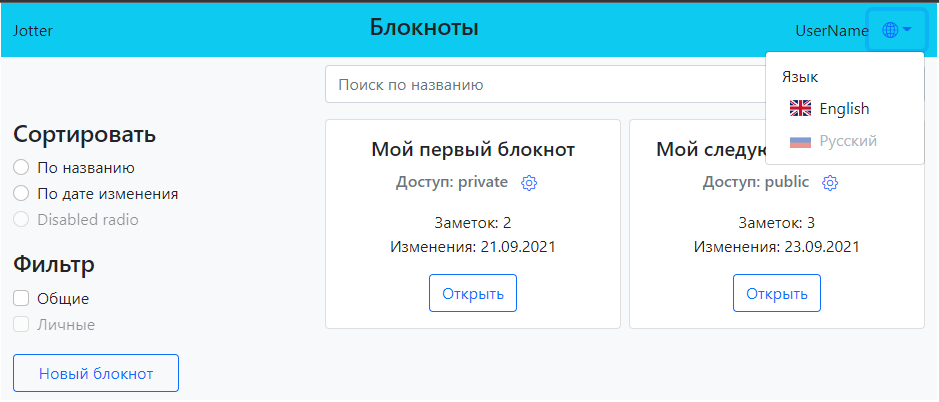 Jotter
Блокноты
UserName
Язык
English
Русский
Поиск по названию
Сортировать
По названию
По дате изменения
Disabled radio
Фильтр
Общие
Личные
Новый блокнот
Мой первый блокнот
Доступ: private
Заметок: 2
Изменения: 21.09.2021
Открыть
Мой
Доступ: public
Заметок: 3
Изменения: 23.09.2021
Открыть